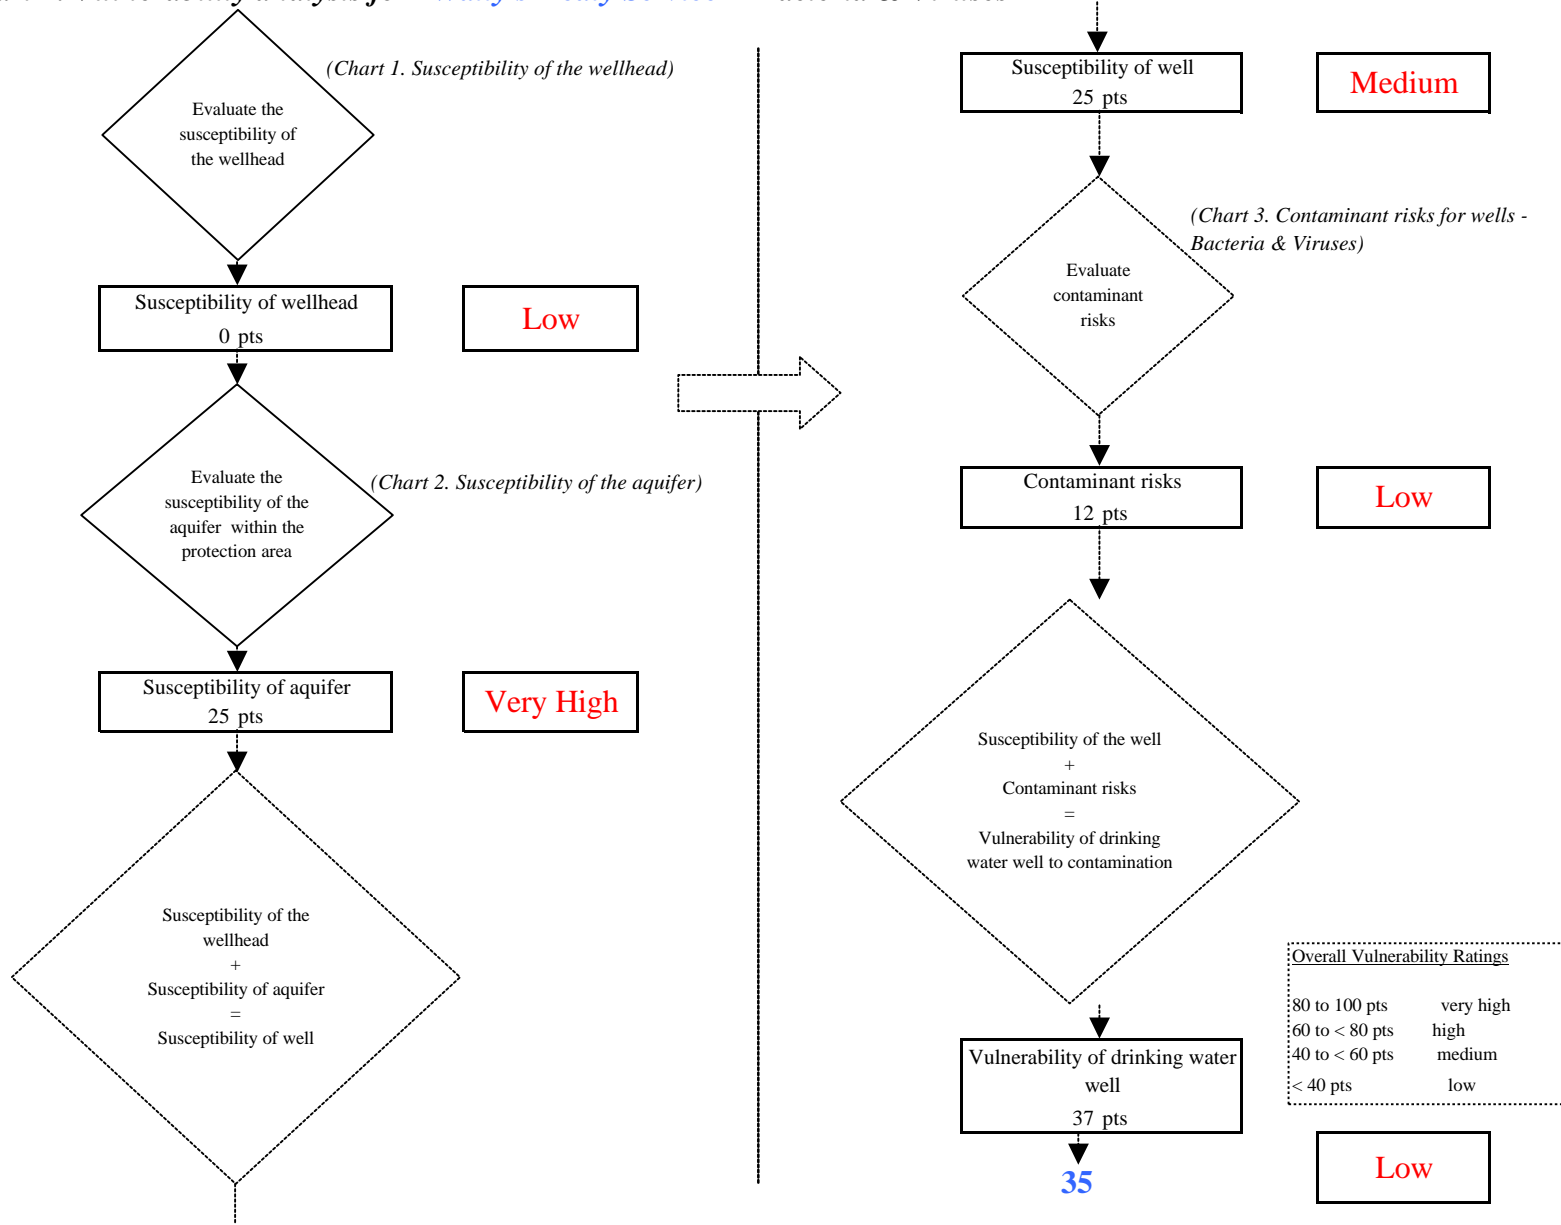 (Chart 1. Susceptibility of the wellhead)
Evaluate the
susceptibility of
the wellhead
Susceptibility of wellhead
0 pts
Low
Evaluate the
susceptibility of the
aquifer within the
protection area
(Chart 2. Susceptibility of the aquifer)
Susceptibility of aquifer
25 pts
Very High
Susceptibility of the
wellhead
+
Susceptibility of aquifer
=
Susceptibility of well
Susceptibility of well
25 pts
Medium
(Chart 3. Contaminant risks for wells -
Bacteria & Viruses)
Evaluate
contaminant
risks
Contaminant risks
12 pts
Low
Susceptibility of the well
+
Contaminant risks
=
Vulnerability of drinking
water well to contamination
Overall Vulnerability Ratings
80 to 100 pts very high
60 to < 80 pts high
40 to < 60 pts medium
< 40 pts low
Vulnerability of drinking water
well
37 pts
35
Low